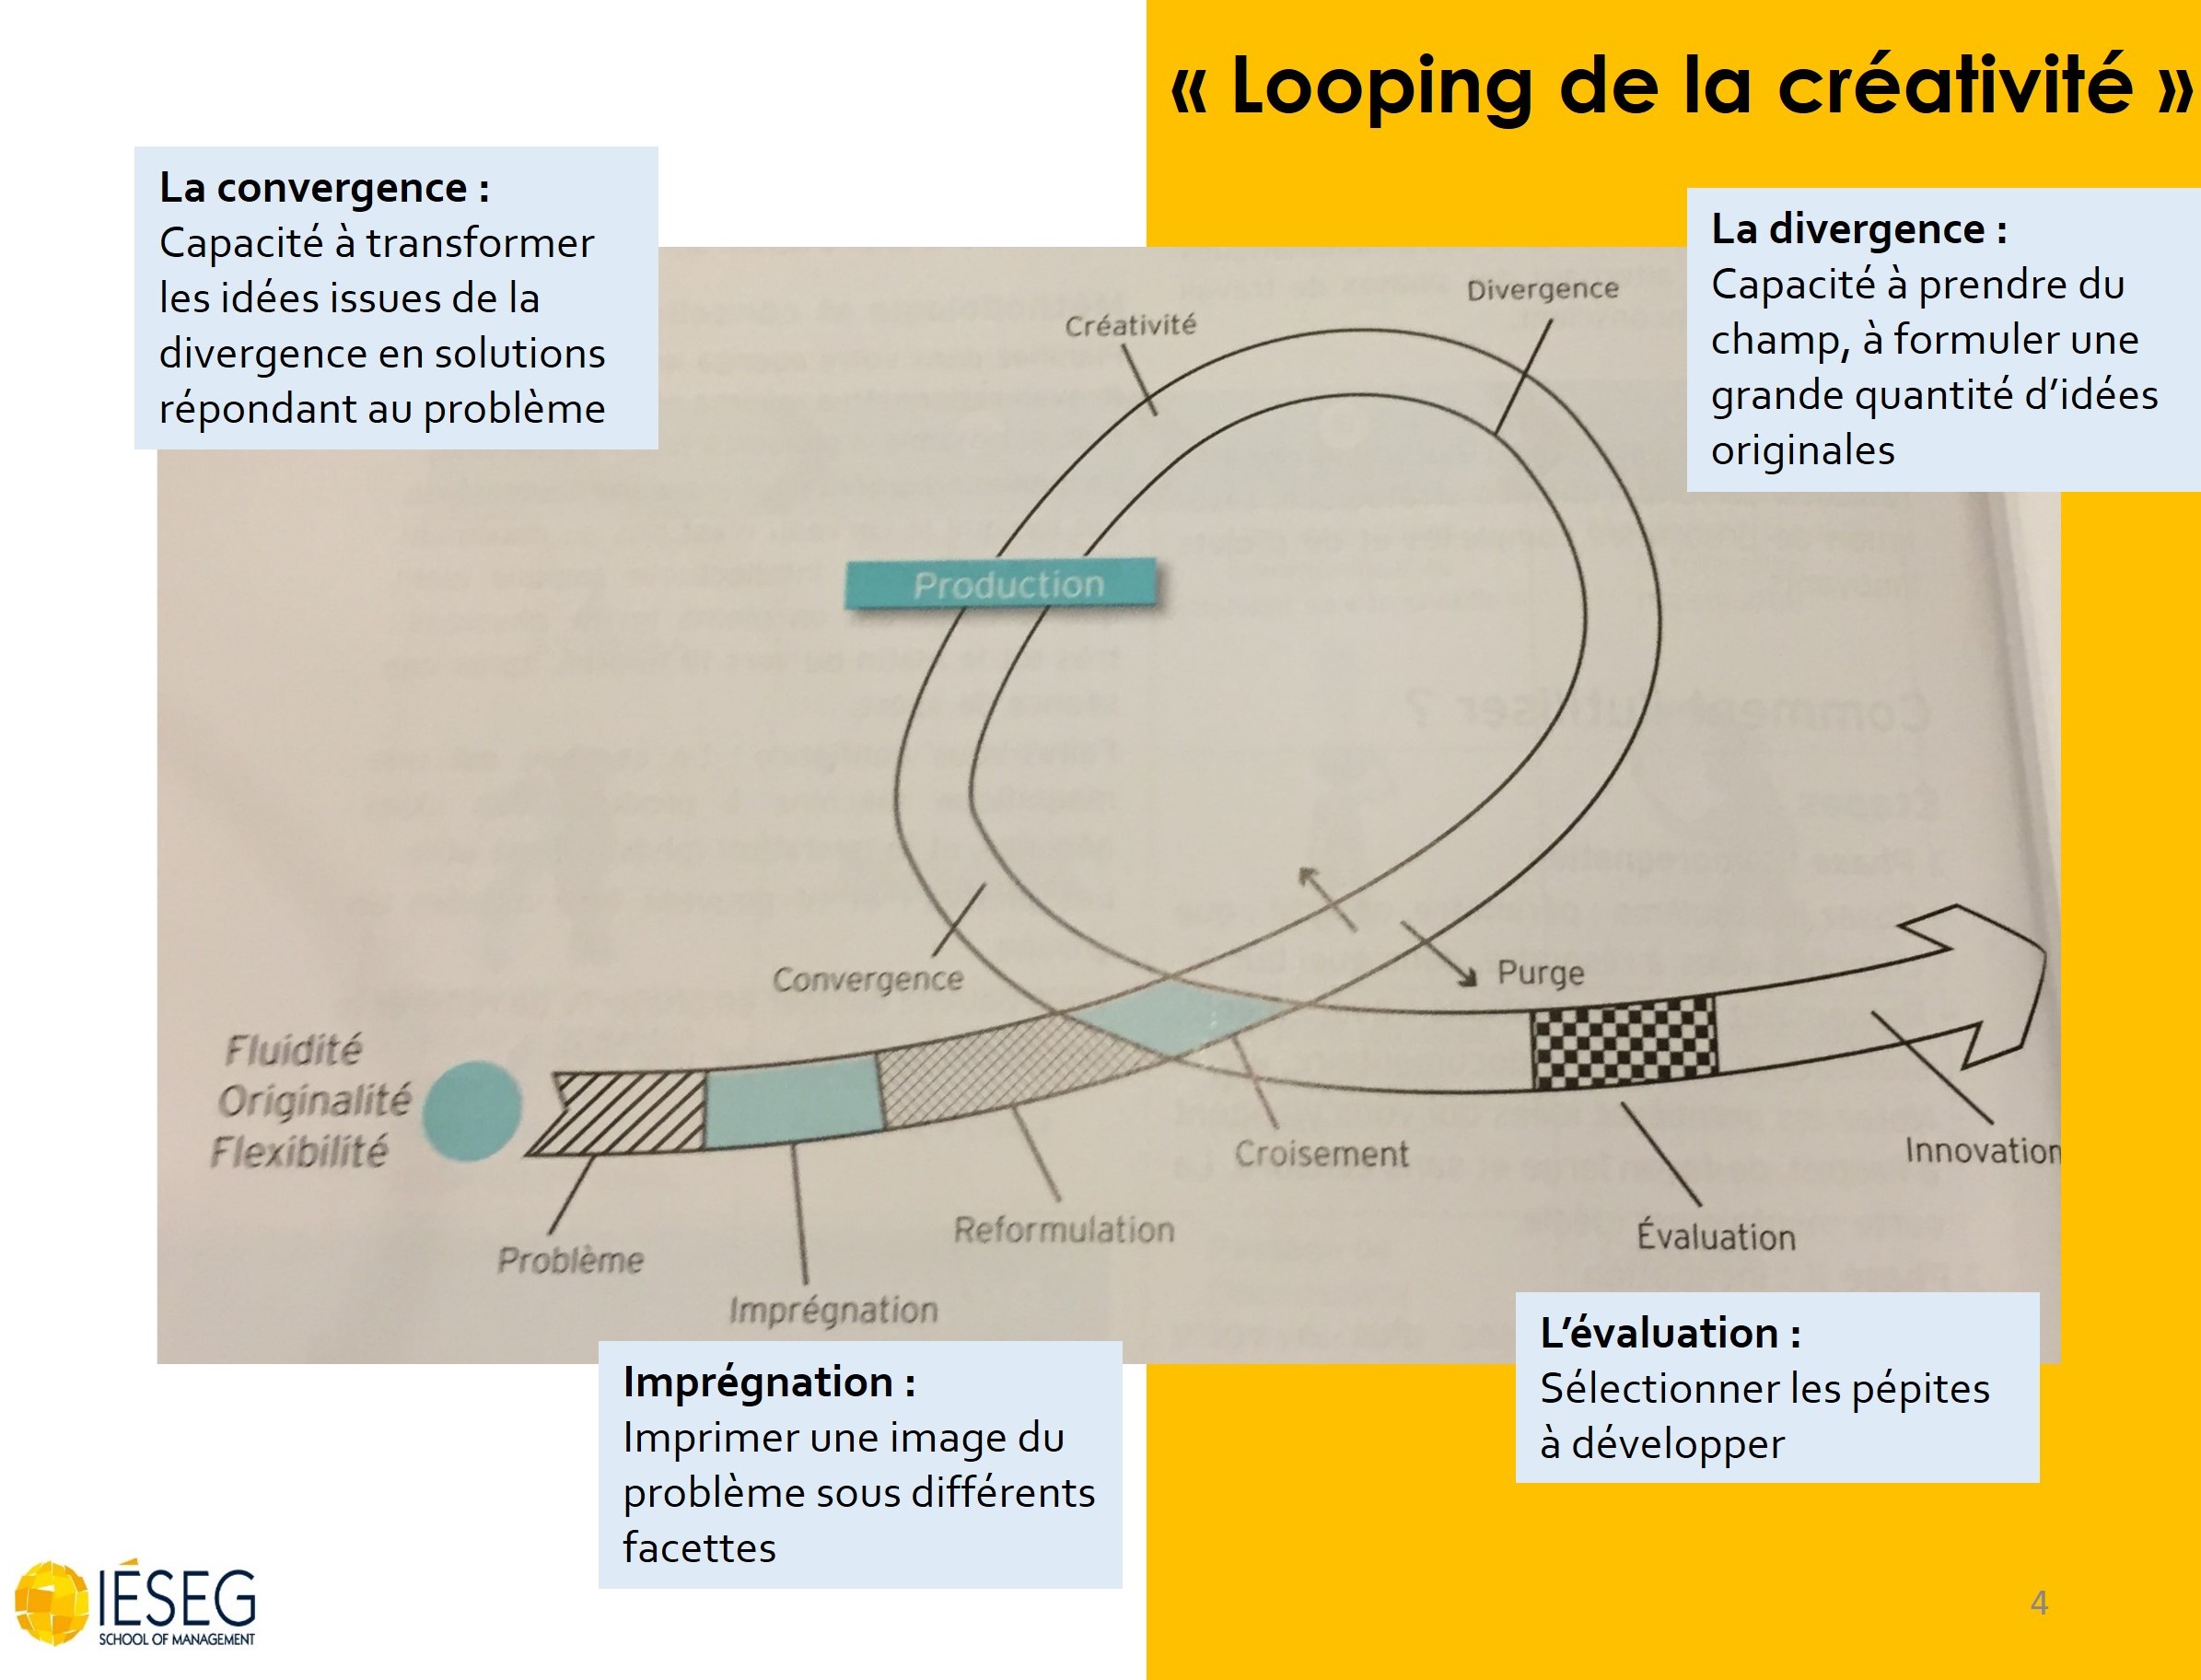 « Looping de la créativité »
La convergence :
Capacité à transformer
les idées issues de la
divergence en solutions
répondant au problème
La divergence :
Capacité à prendre du
champ, à formuler une
grande quantité d’idées
originales
Divergence
Créativité
Production
Convergence
Purge
Fluidité
Originalité
Flexibilité
Croisement
Innovation
Reformulation
Évaluation
Problème
Imprégnation
L’évaluation :
Sélectionner les pépites
à développer
Imprégnation :
Imprimer une image du
problème sous différents
facettes
IÉSEG
SCHOOL OF MANAGEMENT
4